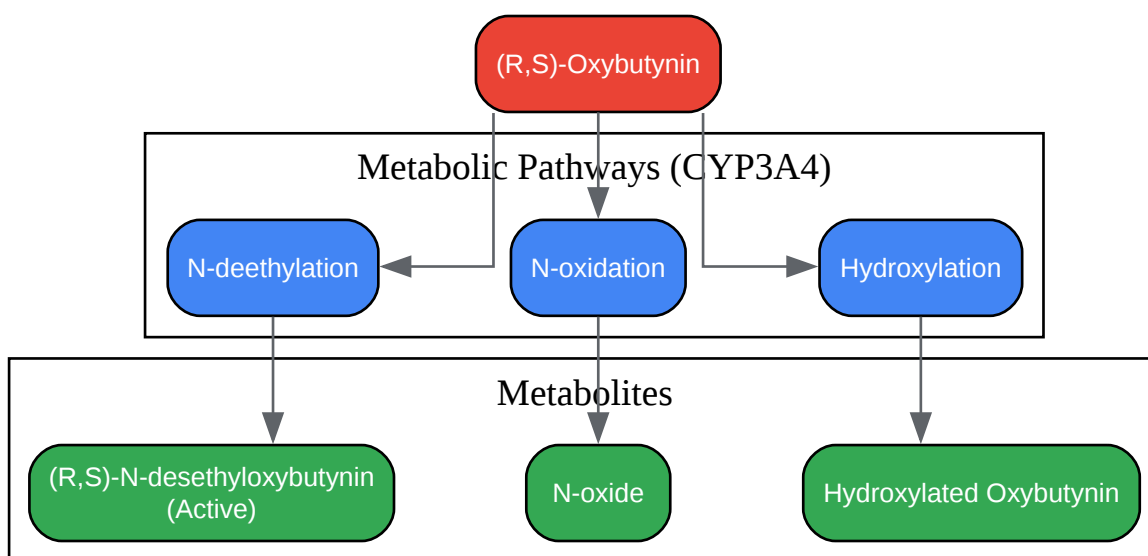 (R,S)-Oxybutynin
Metabolic Pathways (CYP3A4)
N-deethylation
N-oxidation
Hydroxylation
Metabolites
(R,S)-N-desethyloxybutynin
(Active)
N-oxide
Hydroxylated Oxybutynin